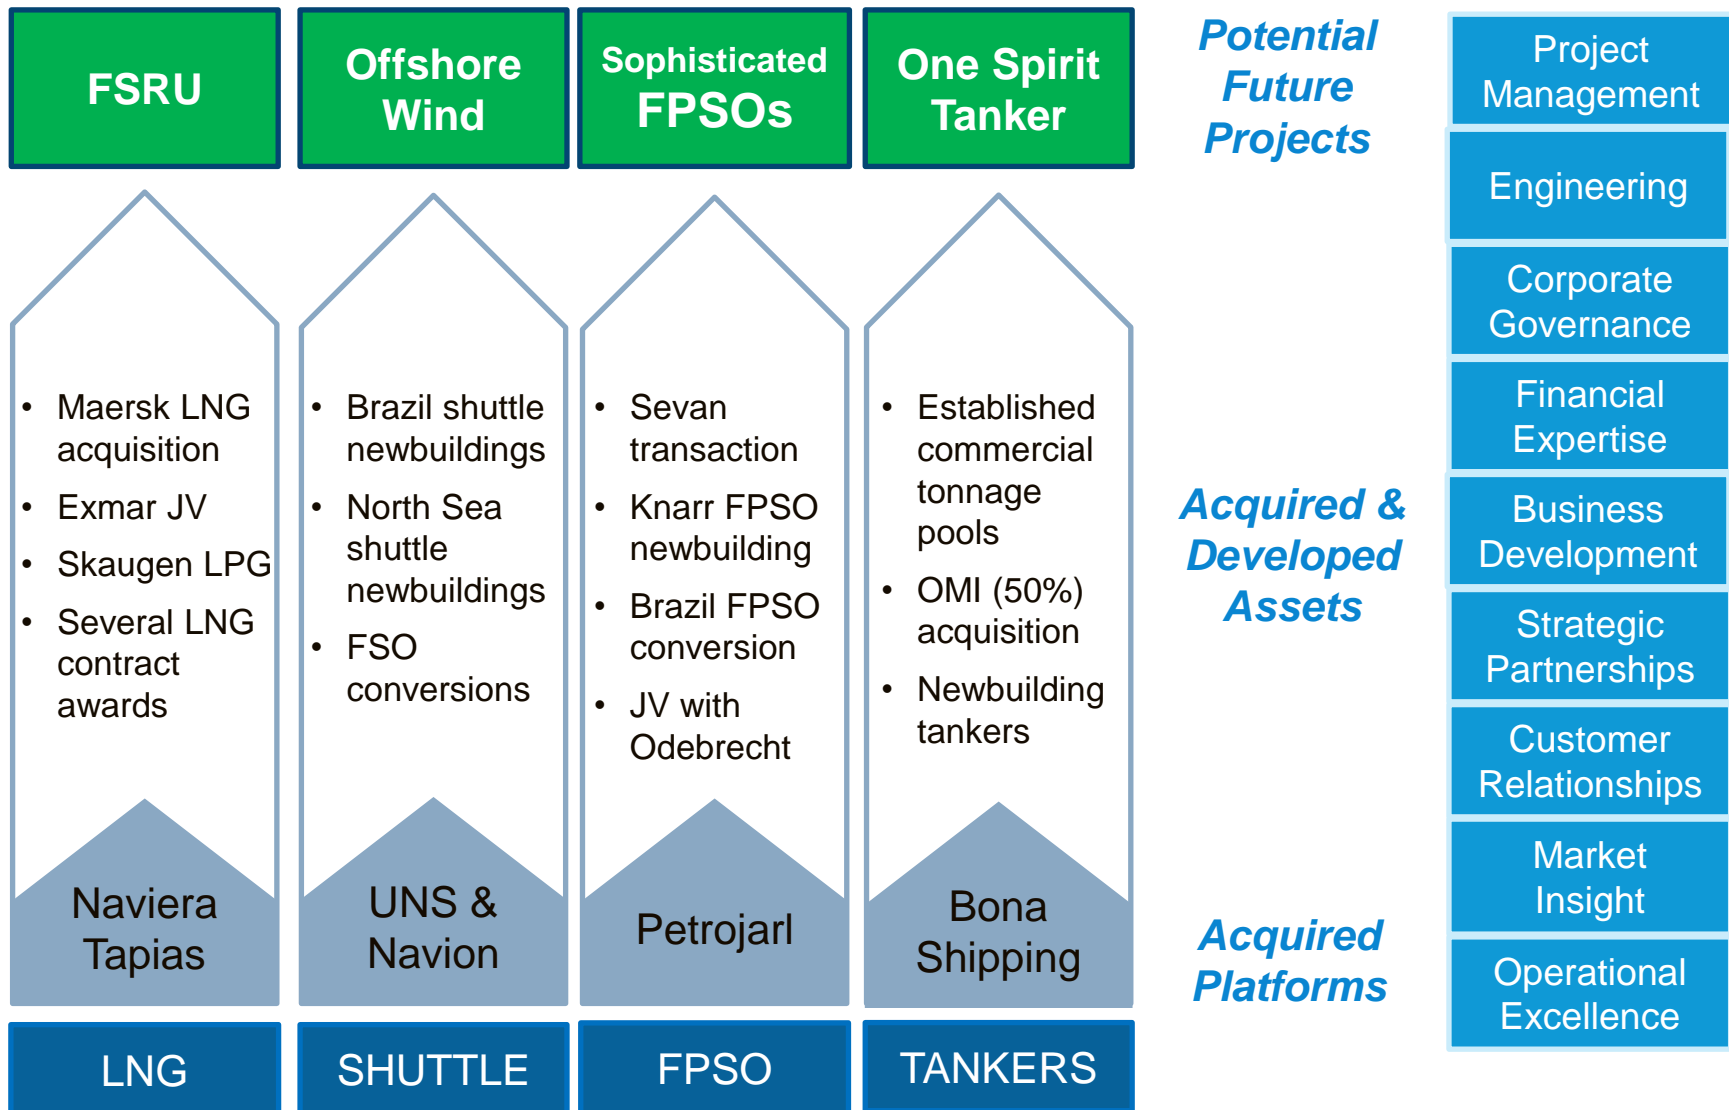 FSRU
Offshore
Wind
Sophisticated
FPSOs
One Spirit
Tanker
Potential
Future
Projects
• Maersk LNG
acquisition
• Exmar JV
• Skaugen LPG
• Several LNG
contract
awards
• Brazil shuttle
newbuildings
• North Sea
shuttle
newbuildings
• FSO
conversions
• Sevan
transaction
• Knarr FPSO
newbuilding
• Brazil FPSO
conversion
• JV with
Odebrecht
• Established
commercial
tonnage
pools
• OMI (50%)
acquisition
• Newbuilding
tankers
Acquired &
Developed
Assets
Naviera
Tapias
UNS &
Navion
Petrojarl
Bona
Shipping
Acquired
Platforms
LNG
SHUTTLE
FPSO
TANKERS
Project
Management
Engineering
Corporate
Governance
Financial
Expertise
Business
Development
Strategic
Partnerships
Customer
Relationships
Market
Insight
Operational
Excellence